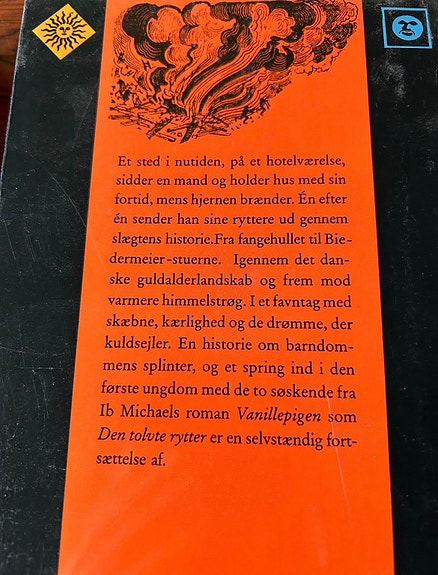 Et sted i nutiden, på et hotelværelse,
sidder en mand og holder hus med sin
fortid, mens hjernen brænder. Én efter
én sender han sine ryttere ud gennem
slægtens historie.Fra fangehullet til Bie-
dermeier-stuerne. Igennem det dan-
ske guldalderlandskab og frem mod
varmere himmelstrøg. I et favntag med
skæbne, kærlighed og de drømme, der
kuldsejler. En historie om barndom-
mens splinter, og et spring ind i den
første ungdom med de to søskende fra
Ib Michaels roman Vanillepigen som
Den tolvte rytter er en selvstændig fort-
sættelse af.